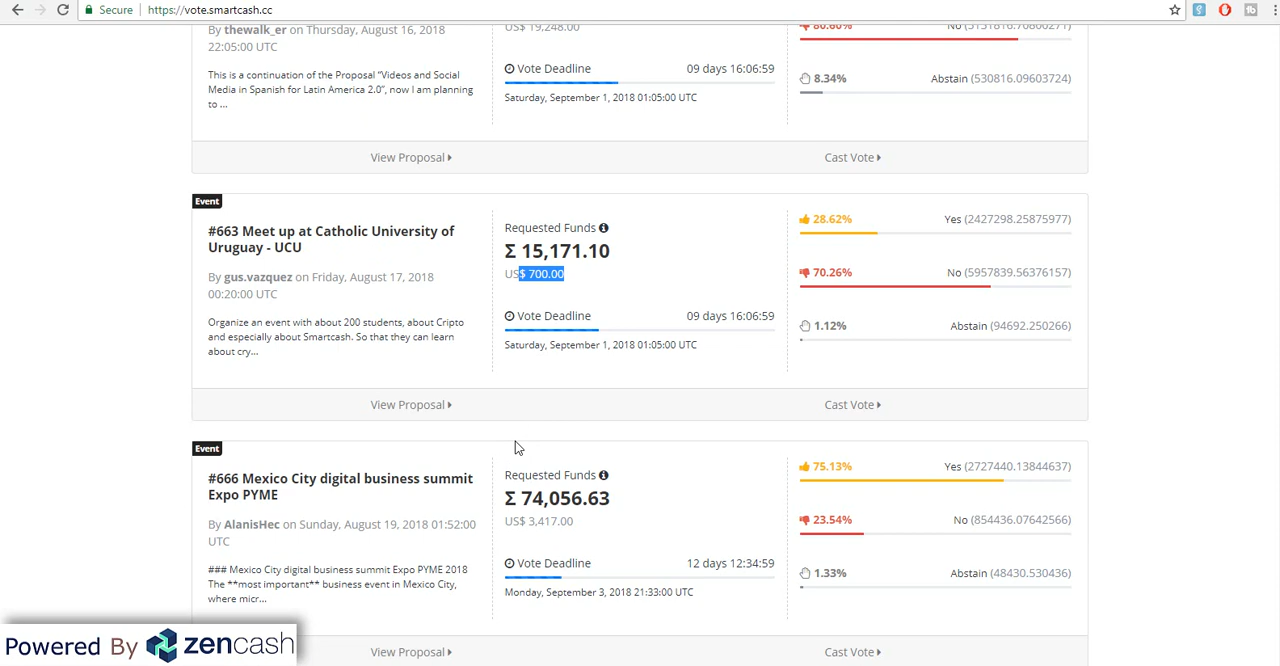 Secure | https://vote.smartcash.cc
By thewalk_er on Thursday, August 16, 2018
22:05:00 UTC
This is a continuation of the Proposal “Videos and Social
Media in Spanish for Latin America 2.0”, now I am planning
to ...
US$ 19,248.00
Vote Deadline 09 days 16:06:59
Saturday, September 1, 2018 01:05:00 UTC
80.60% No (5131816.70800271)
8.34% Abstain (530816.09603724)
View Proposal Cast Vote
Event
#663 Meet up at Catholic University of
Uruguay - UCU
By gus.vazquez on Friday, August 17, 2018
00:20:00 UTC
Organize an event with about 200 students, about Cripto
and especially about Smartcash. So that they can learn
about cry...
Requested Funds
Σ 15,171.10
US$ 700.00
Vote Deadline 09 days 16:06:59
Saturday, September 1, 2018 01:05:00 UTC
28.62% Yes (2427298.25875977)
70.26% No (5957839.56376157)
1.12% Abstain (94692.250266)
View Proposal Cast Vote
Event
#666 Mexico City digital business summit
Expo PYME
By AlanisHec on Sunday, August 19, 2018 01:52:00
UTC
### Mexico City digital business summit Expo PYME 2018
The **most important** business event in Mexico City,
where micr...
Requested Funds
Σ 74,056.63
US$ 3,417.00
Vote Deadline 12 days 12:34:59
Monday, September 3, 2018 21:33:00 UTC
75.13% Yes (2727440.13844637)
23.54% No (854436.07642566)
1.33% Abstain (48430.530436)
View Proposal Cast Vote
Powered By zencash